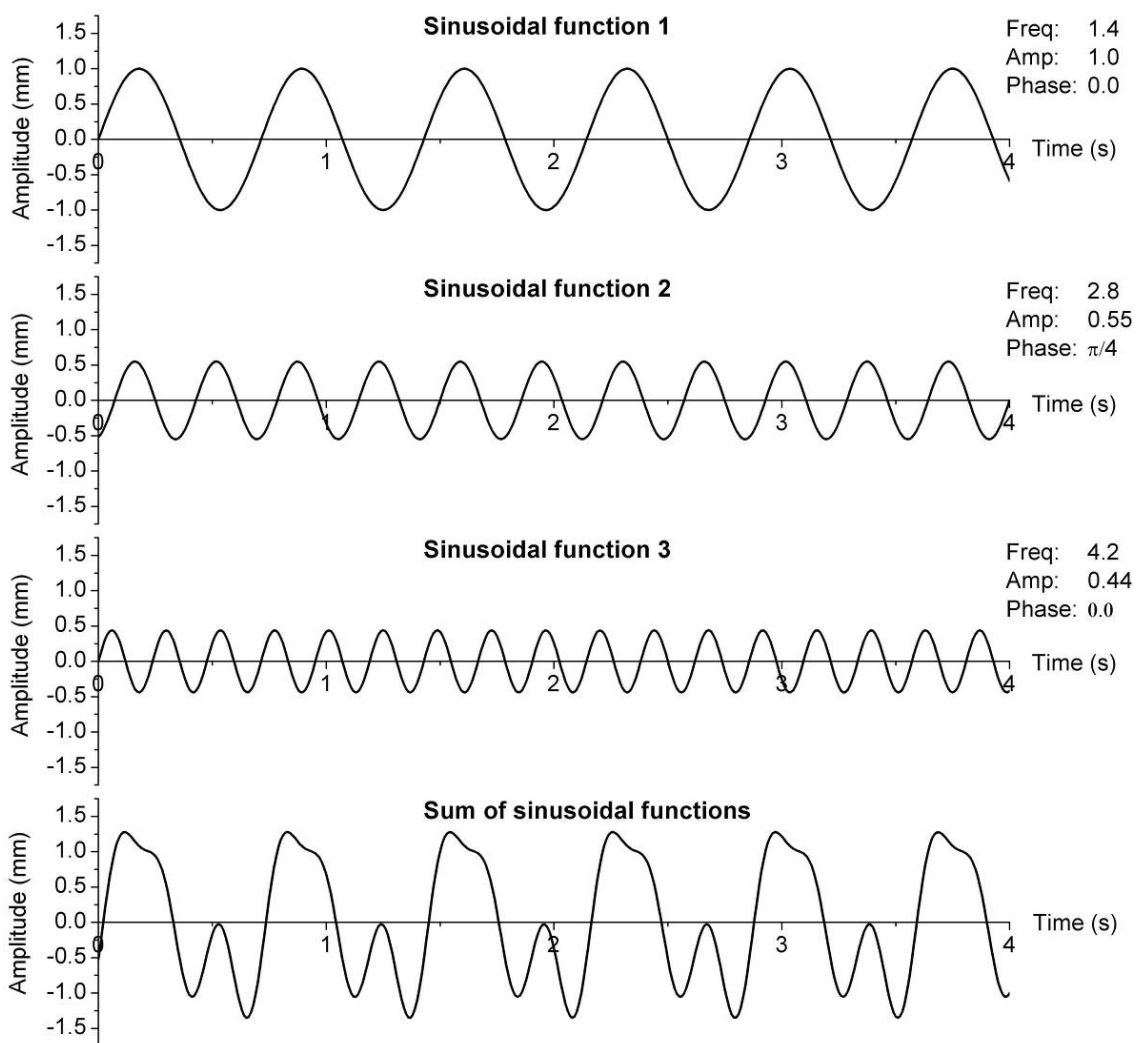 Sinusoidal function 1
Freq: 1.4
Amp: 1.0
Phase: 0.0
Amplitude (mm)
1.5
1.0
0.5
0.0
-0.5
-1.0
-1.5
0 1 2 3 4
Time (s)
Sinusoidal function 2
Freq: 2.8
Amp: 0.55
Phase: π/4
Amplitude (mm)
1.5
1.0
0.5
0.0
-0.5
-1.0
-1.5
0 1 2 3 4
Time (s)
Sinusoidal function 3
Freq: 4.2
Amp: 0.44
Phase: 0.0
Amplitude (mm)
1.5
1.0
0.5
0.0
-0.5
-1.0
-1.5
0 1 2 3 4
Time (s)
Sum of sinusoidal functions
Amplitude (mm)
1.5
1.0
0.5
0.0
-0.5
-1.0
-1.5
0 1 2 3 4
Time (s)